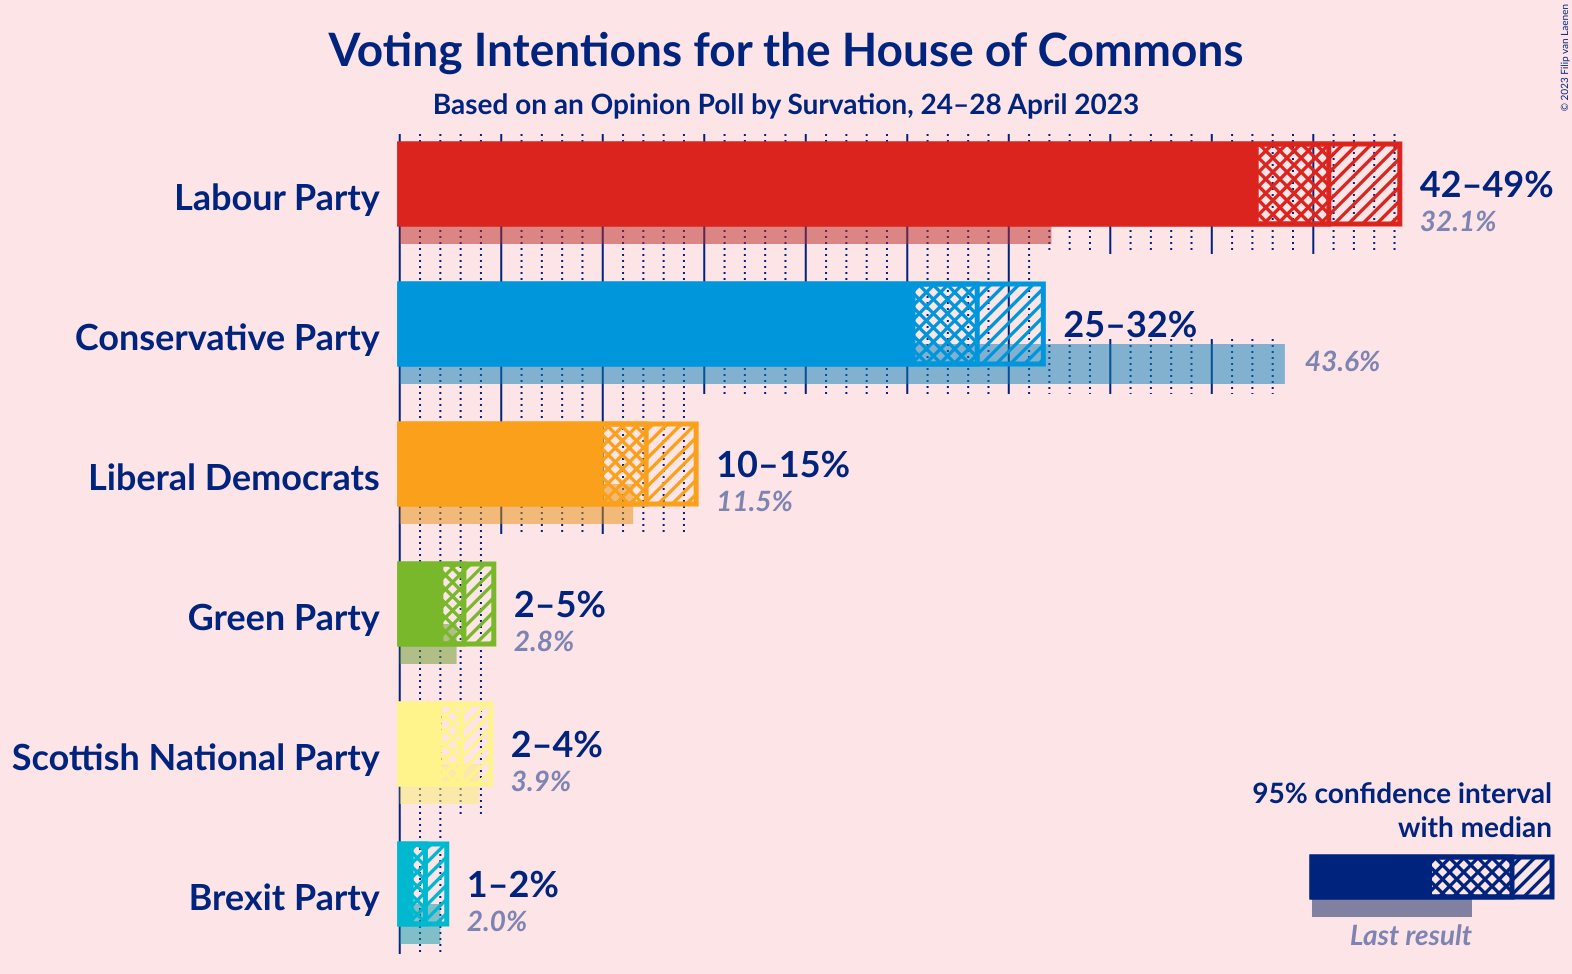 Voting Intentions for the House of Commons
Based on an Opinion Poll by Survation, 24–28 April 2023
© 2023 Filip van Laenen
Labour Party
42–49%
32.1%
Conservative Party
25–32%
43.6%
Liberal Democrats
10–15%
11.5%
Green Party
2–5%
2.8%
Scottish National Party
2–4%
3.9%
Brexit Party
1–2%
2.0%
95% confidence interval
with median
Last result